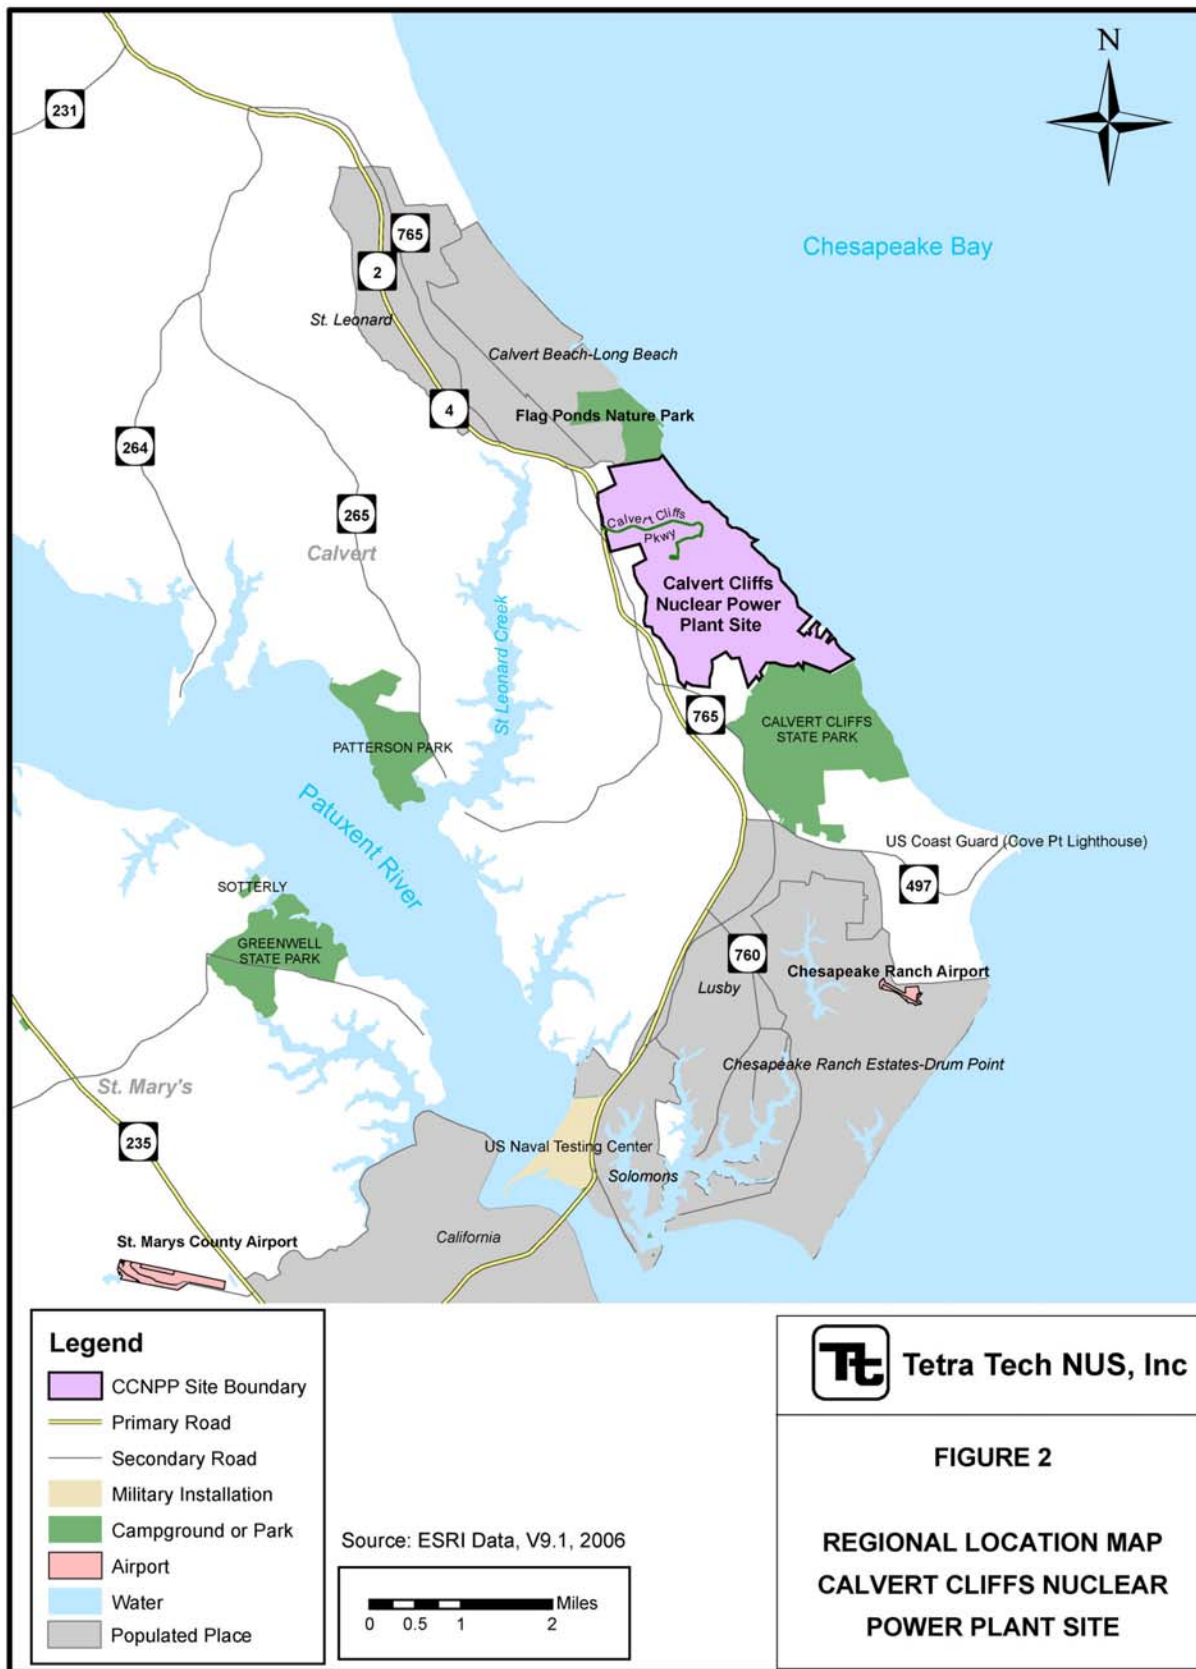 N
231
765
Chesapeake Bay
2
St. Leonard
Calvert Beach-Long Beach
4
Flag Ponds Nature Park
264
265
Calvert
Calvert Cliffs
Pkwy
Calvert Cliffs
Nuclear Power
Plant Site
St Leonard Creek
765
CALVERT CLIFFS
STATE PARK
PATTERSON PARK
Patuxent River
US Coast Guard (Cove Pt Lighthouse)
497
SOTTERLY
GREENWELL
STATE PARK
760
Chesapeake Ranch Airport
Lusby
Chesapeake Ranch Estates-Drum Point
St. Mary's
235
US Naval Testing Center
Solomons
California
St. Marys County Airport
Legend
CCNPP Site Boundary
Primary Road
Secondary Road
Military Installation
Campground or Park
Airport
Water
Populated Place
Source: ESRI Data, V9.1, 2006
Miles
0 0.5 1 2
Tt Tetra Tech NUS, Inc
FIGURE 2
REGIONAL LOCATION MAP
CALVERT CLIFFS NUCLEAR
POWER PLANT SITE